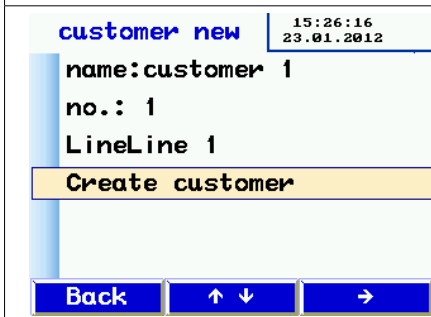 customer new
15:26:16
23.01.2012
name:customer 1
no.: 1
LineLine 1
Create customer
Back ↑ ↓ →